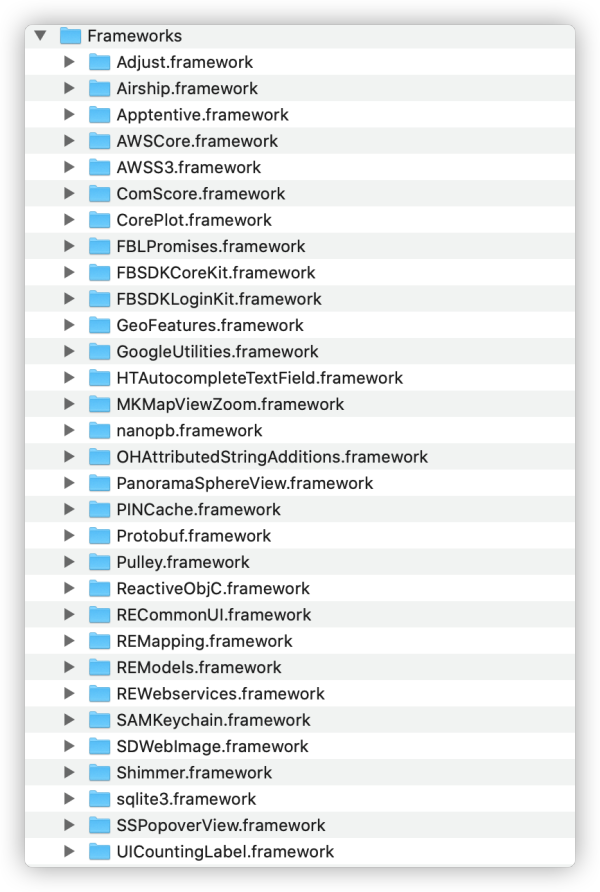 Frameworks
Adjust.framework
Airship.framework
Apptentive.framework
AWSCore.framework
AWSS3.framework
ComScore.framework
CorePlot.framework
FBLPromises.framework
FBSDKCoreKit.framework
FBSDKLoginKit.framework
GeoFeatures.framework
GoogleUtilities.framework
HTAutocompleteTextField.framework
MKMapViewZoom.framework
nanopb.framework
OHAttributedStringAdditions.framework
PanoramaSphereView.framework
PINCache.framework
Protobuf.framework
Pulley.framework
ReactiveObjC.framework
RECommonUI.framework
REMapping.framework
REModels.framework
REWebservices.framework
SAMKeychain.framework
SDWebImage.framework
Shimmer.framework
sqlite3.framework
SSPopoverView.framework
UICountingLabel.framework